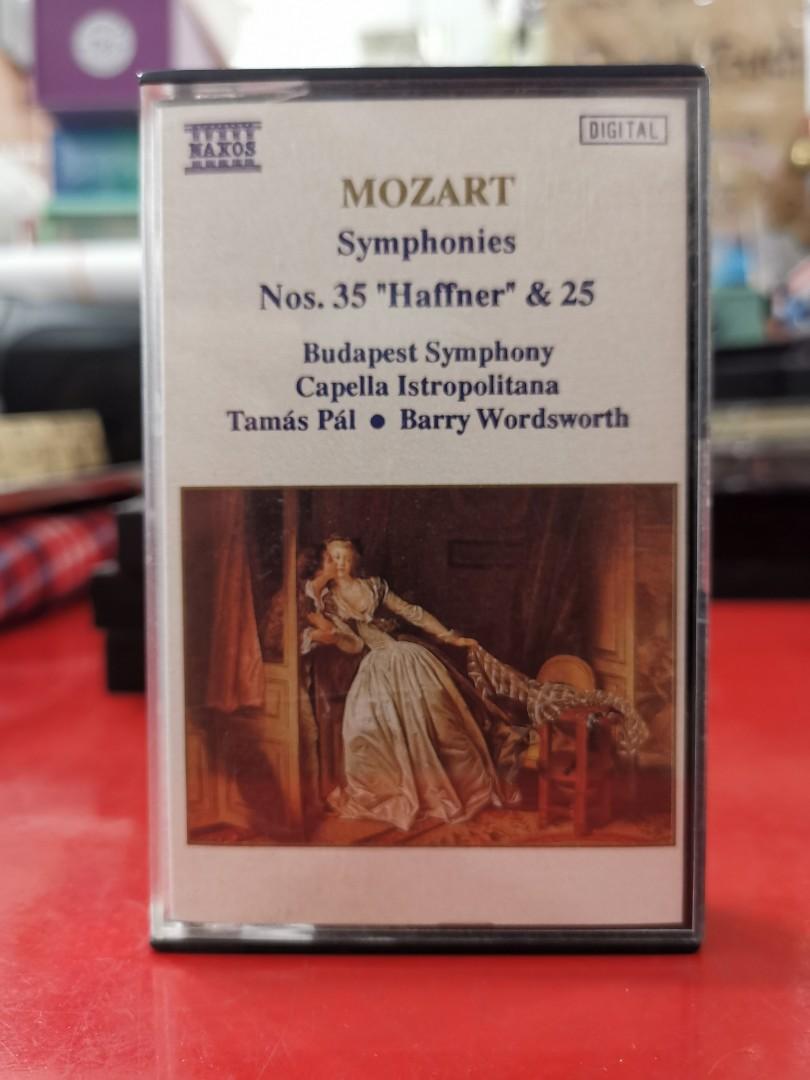 NAXOS
DIGITAL
MOZART
Symphonies
Nos. 35 "Haffner" & 25
Budapest Symphony
Capella Istropolitana
Tamás Pál ● Barry Wordsworth